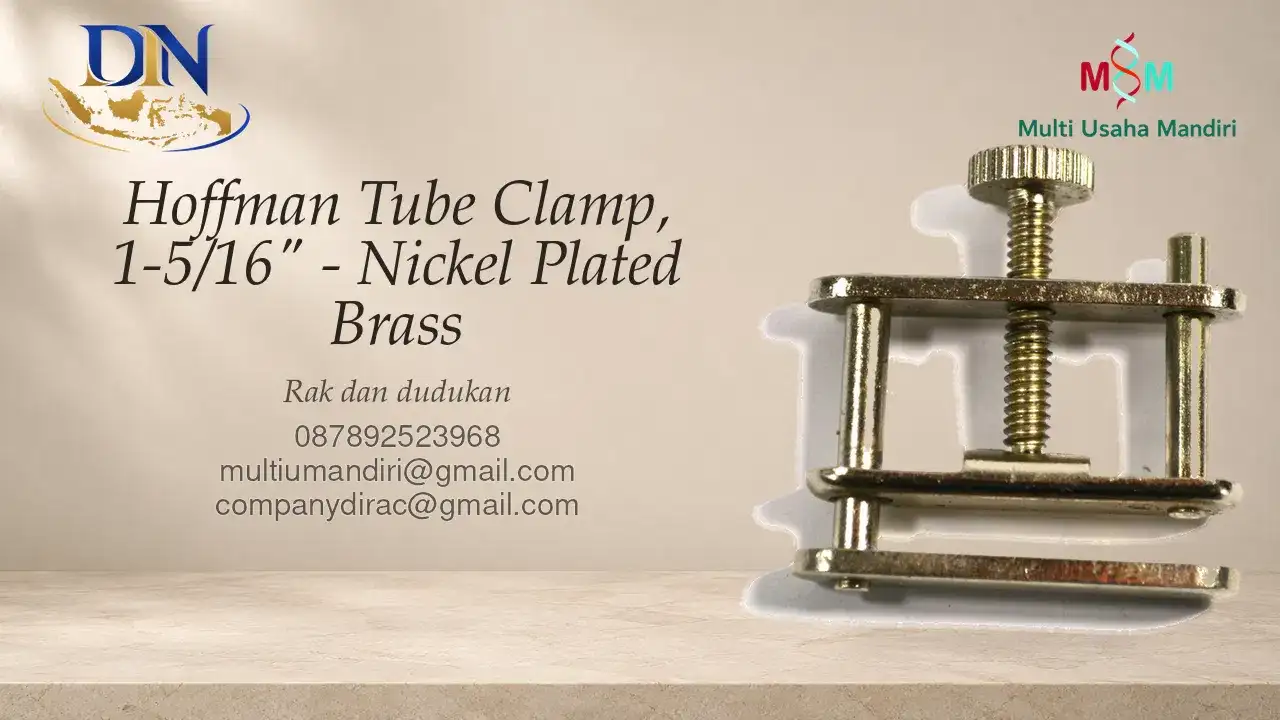 DN
MSM
Multi Usaha Mandiri
Hoffman Tube Clamp,
1-5/16" - Nickel Plated
Brass
Rak dan dudukan
087892523968
multiumandiri@gmail.com
companydirac@gmail.com